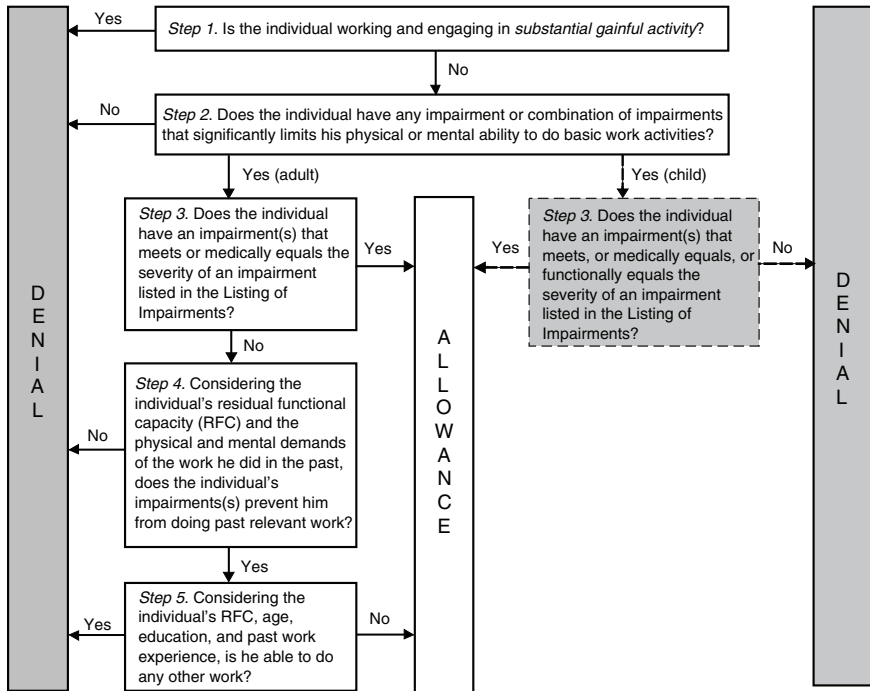 Yes
Step 1. Is the individual working and engaging in substantial gainful activity?
No
No
Step 2. Does the individual have any impairment or combination of impairments
that significantly limits his physical or mental ability to do basic work activities?
Yes (adult)
Yes (child)
Step 3. Does the individual
have an impairment(s) that
meets or medically equals the
severity of an impairment
listed in the Listing of
Impairments?
Yes
Yes
Step 3. Does the individual
have an impairment(s) that
meets, or medically equals, or
functionally equals the
severity of an impairment
listed in the Listing of
Impairments?
No
No
Step 4. Considering the
individual's residual functional
capacity (RFC) and the
physical and mental demands
of the work he did in the past,
does the individual's
impairments(s) prevent him
from doing past relevant work?
No
Yes
Step 5. Considering the
individual's RFC, age,
education, and past work
experience, is he able to do
any other work?
Yes
No
DENIAL
ALLOWANCE
DENIAL